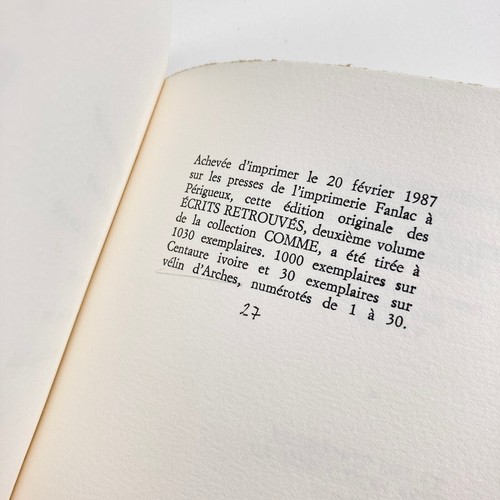 Achevée d'imprimer le 20 février 1987
sur les presses de l'imprimerie Fanlac à
Périgueux, cette édition originale des
ÉCRITS RETROUVÉS, deuxième volume
de la collection COMME, a été tirée à
1030 exemplaires. 1000 exemplaires sur
Centaure ivoire et 30 exemplaires sur
vélin d'Arches, numérotés de 1 à 30.
27